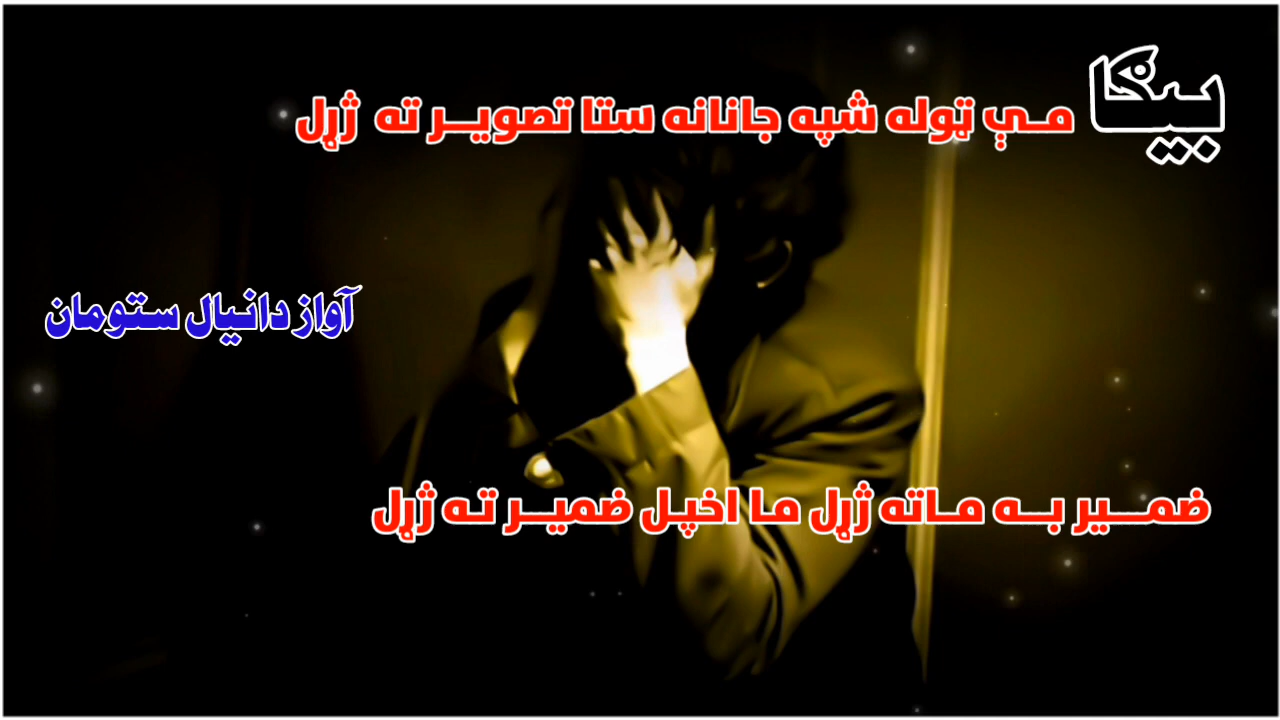 بيګا مې ټوله شپه جانانه ستا تصویر ته ژړل
آواز دانیال ستومان
ضمیر به ماته ژړل ما اخپل ضمیر ته ژړل